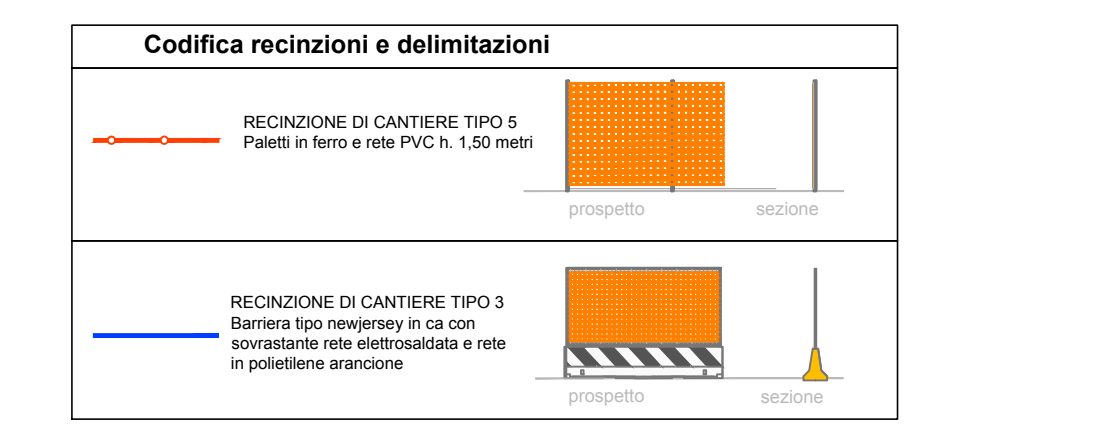 Codifica recinzioni e delimitazioni
RECINZIONE DI CANTIERE TIPO 5
Paletti in ferro e rete PVC h. 1,50 metri
prospetto
sezione
RECINZIONE DI CANTIERE TIPO 3
Barriera tipo newjersey in ca con
sovrastante rete elettrosaldata e rete
in polietilene arancione
prospetto
sezione